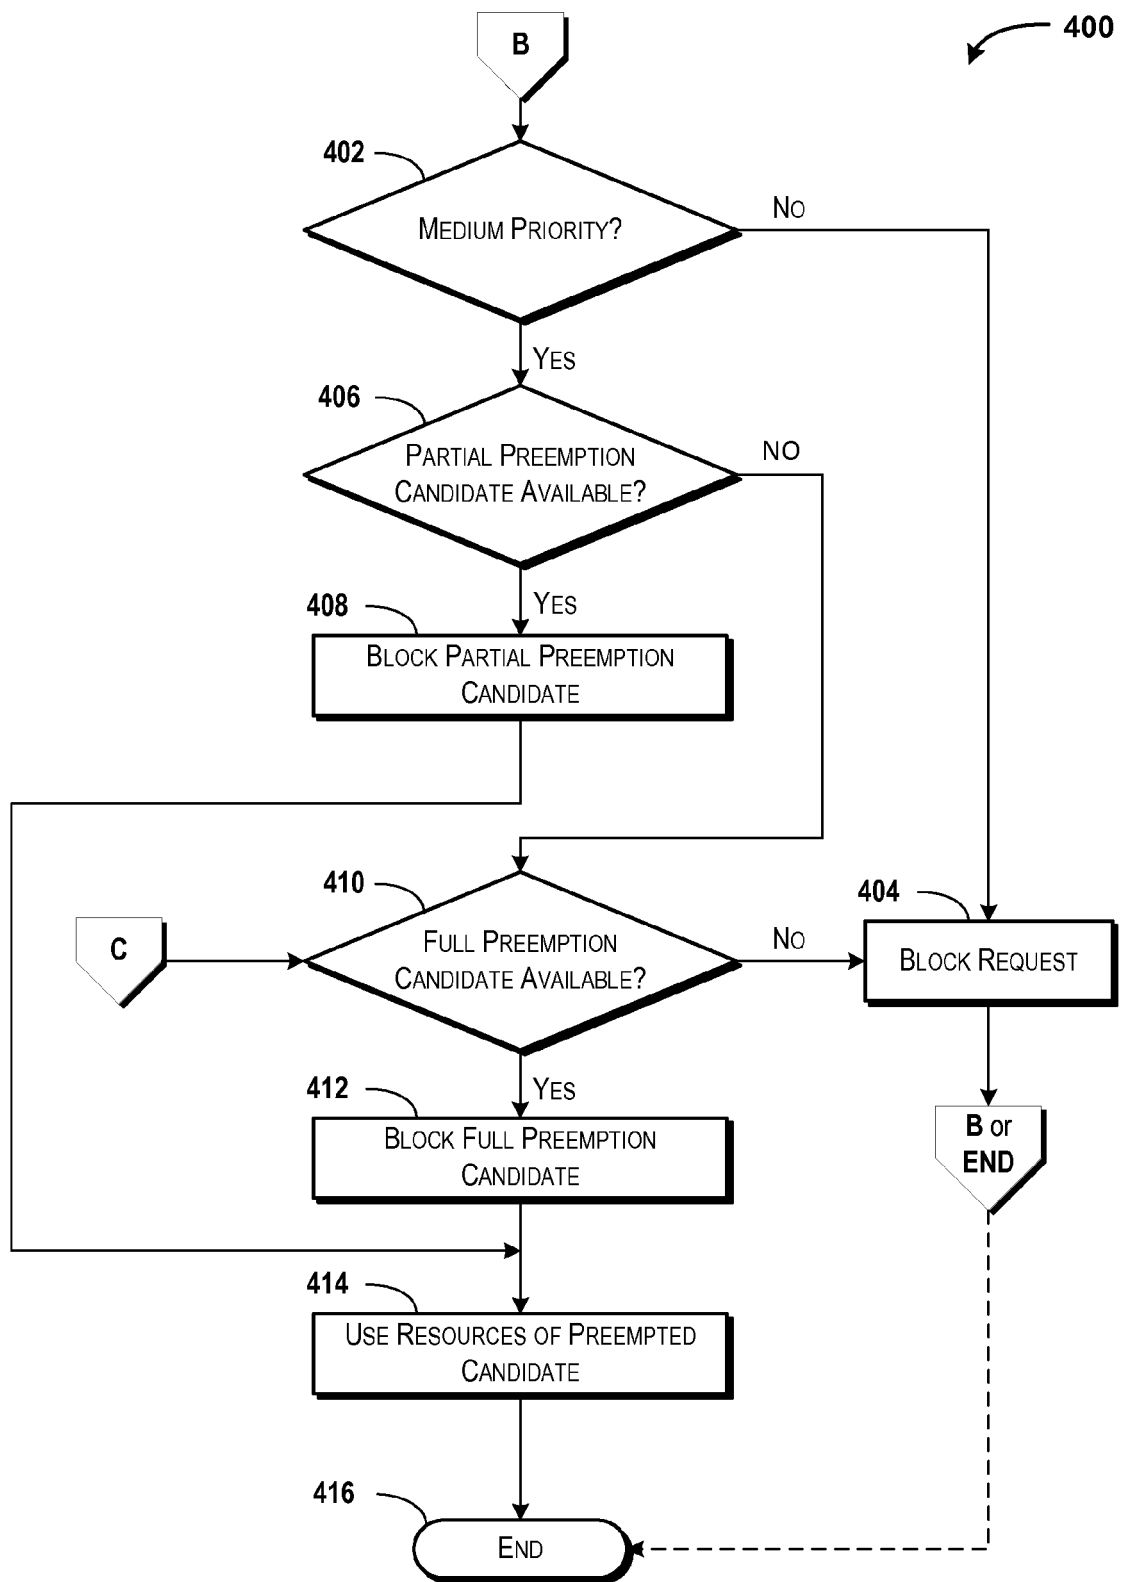 B
400
402
MEDIUM PRIORITY?
NO
YES
406
PARTIAL PREEMPTION
CANDIDATE AVAILABLE?
NO
YES
408
BLOCK PARTIAL PREEMPTION
CANDIDATE
410
C
FULL PREEMPTION
CANDIDATE AVAILABLE?
NO
404
BLOCK REQUEST
YES
412
BLOCK FULL PREEMPTION
CANDIDATE
B or
END
414
USE RESOURCES OF PREEMPTED
CANDIDATE
416
END